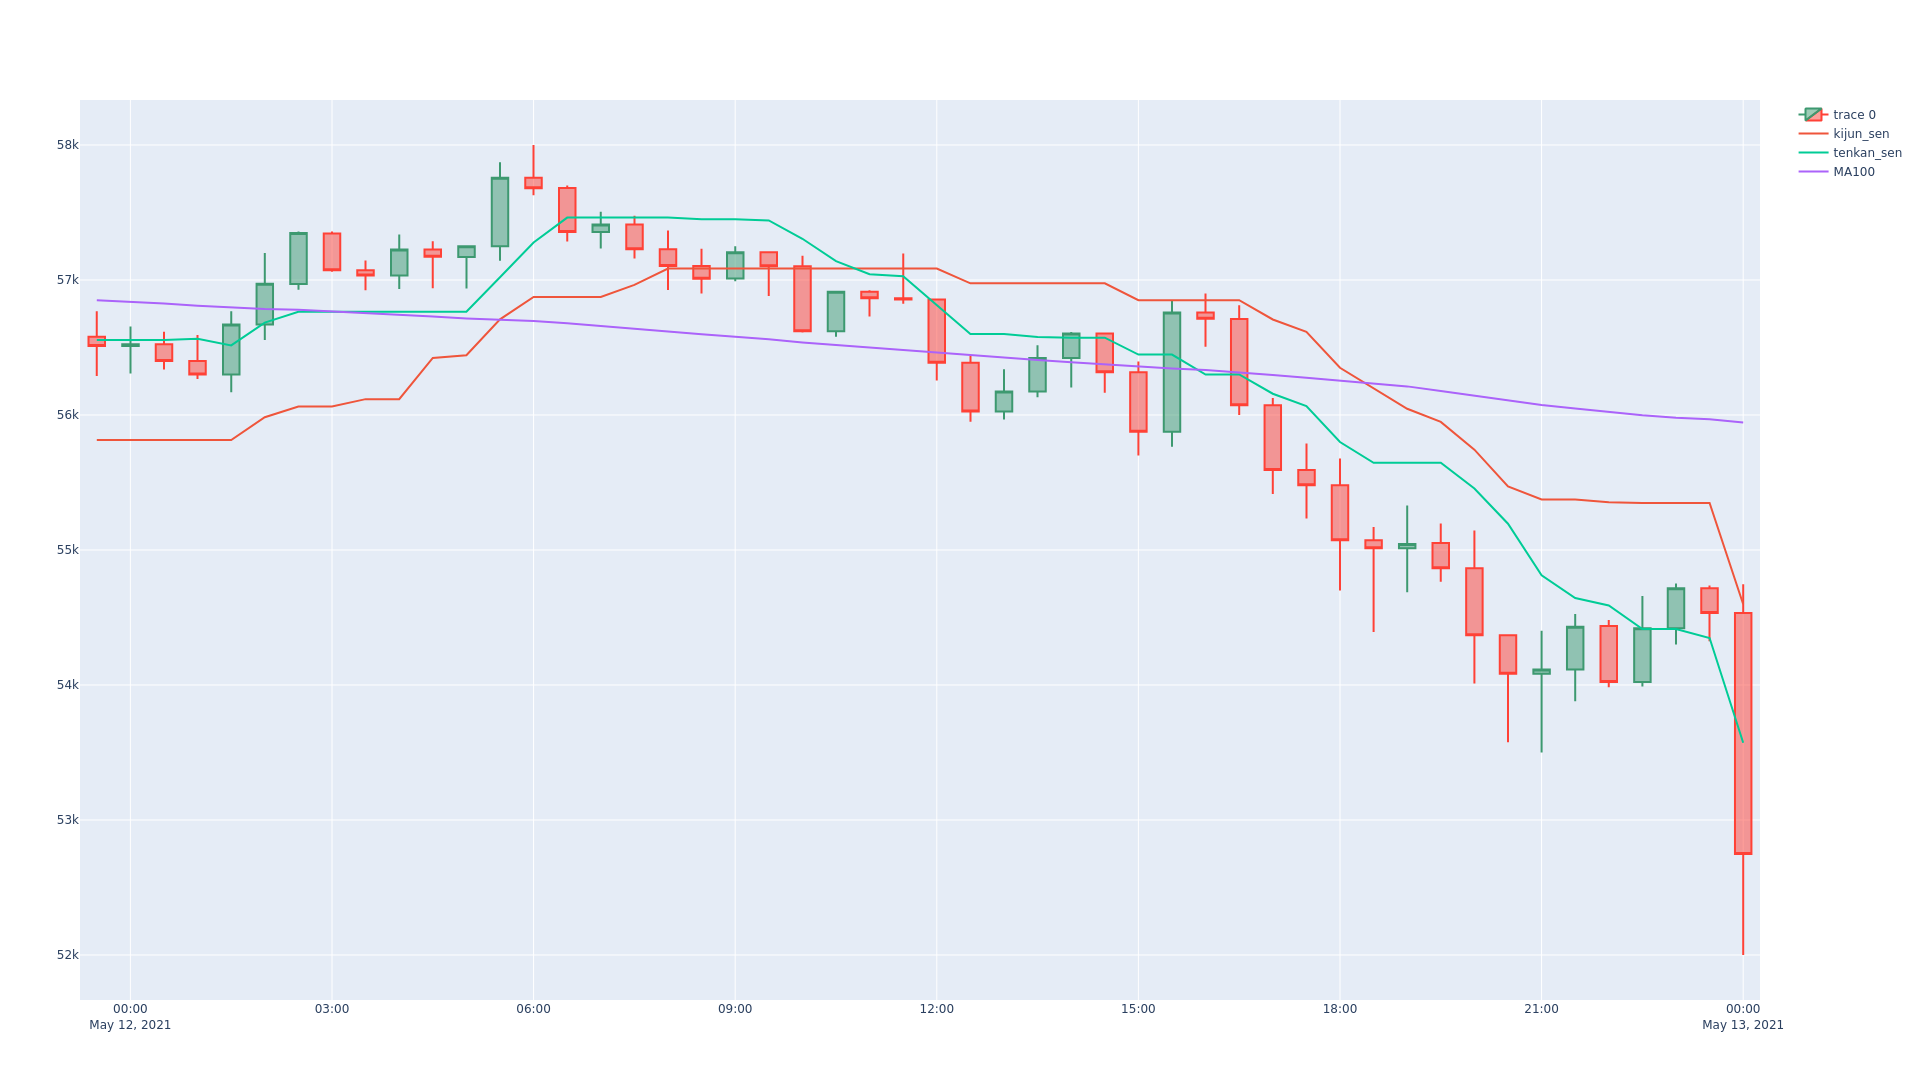 58k
57k
56k
55k
54k
53k
52k
00:00
May 12, 2021
03:00
06:00
09:00
12:00
15:00
18:00
21:00
00:00
May 13, 2021
trace 0
kijun_sen
tenkan_sen
MA100